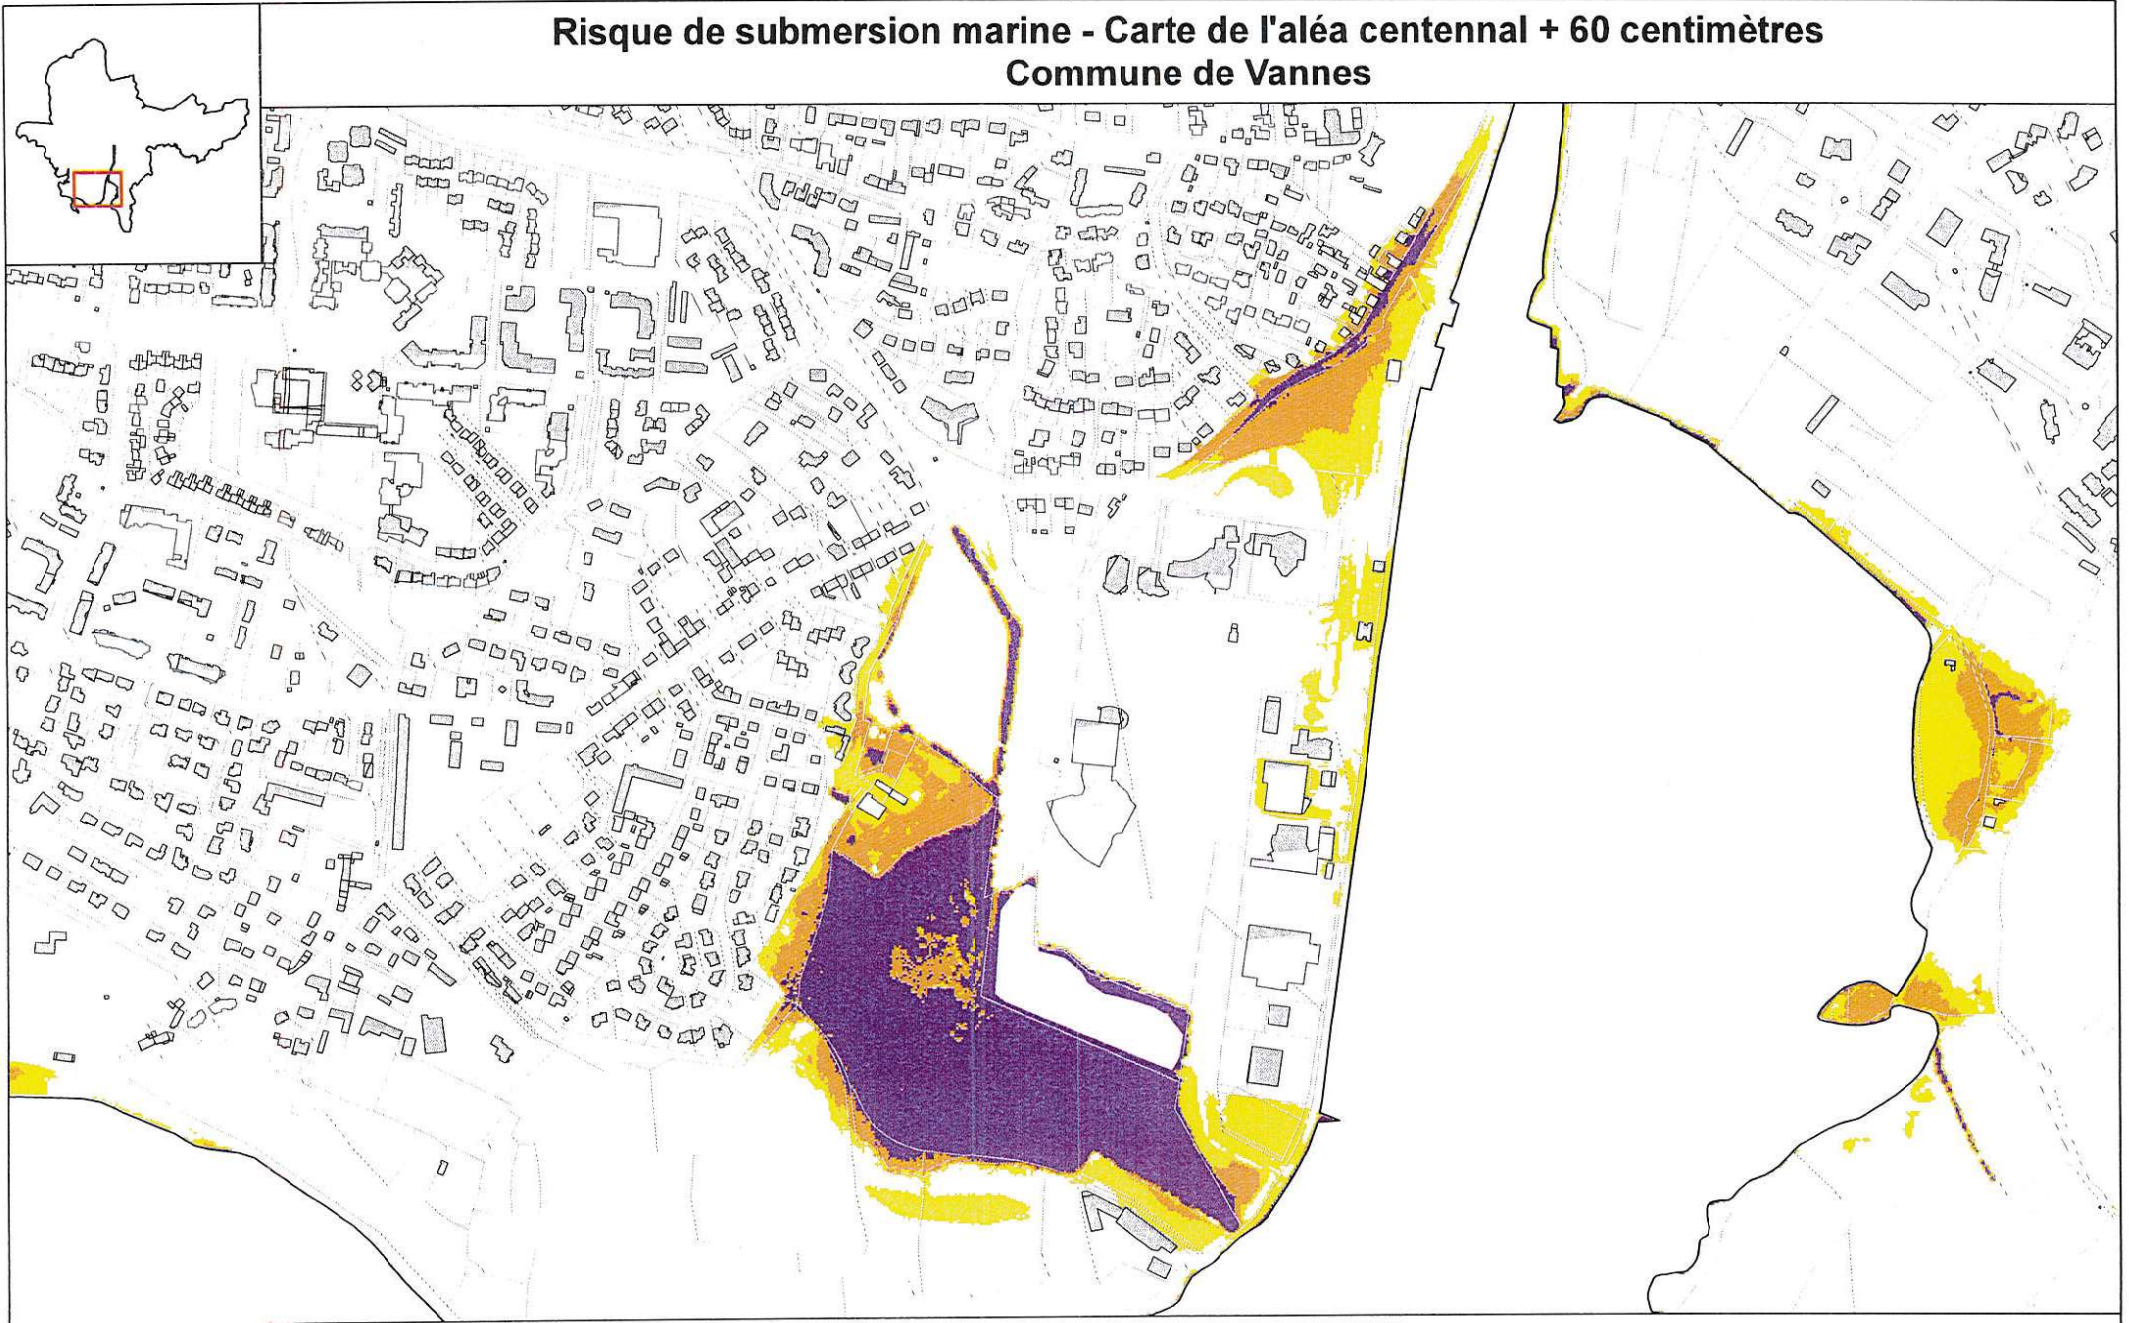 Risque de submersion marine - Carte de l'aléa centennal + 60 centimètres
Commune de Vannes